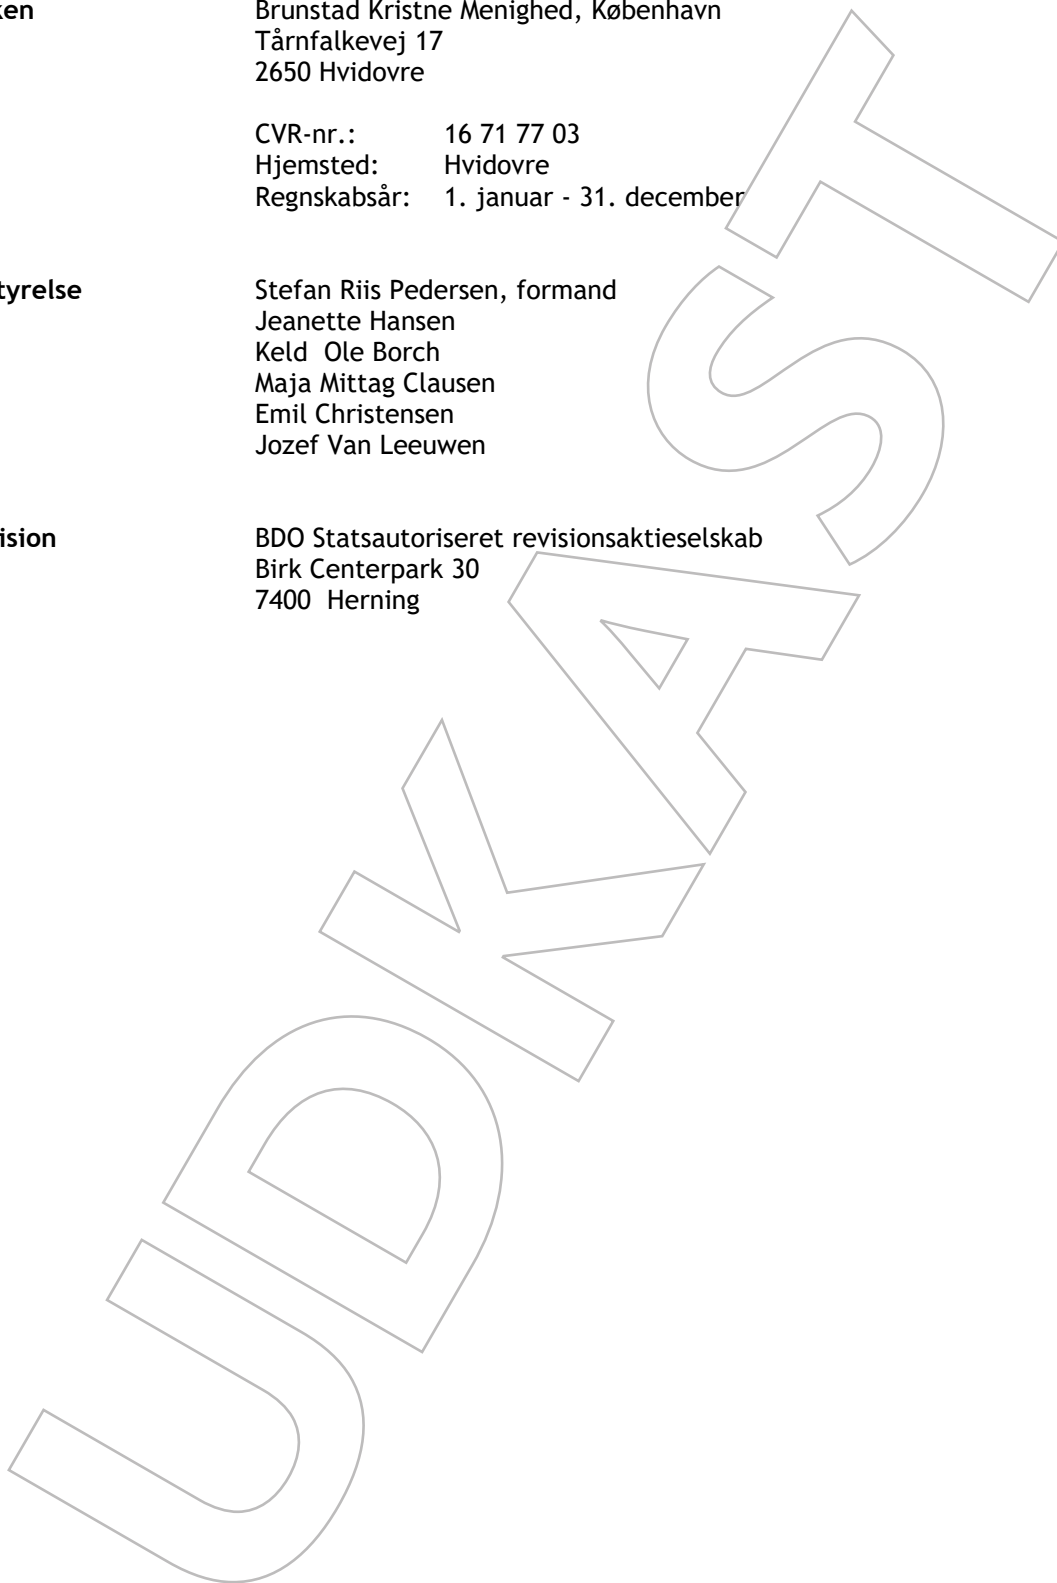 ken Brunstad Kristne Menighed, København
Tårnfalkevej 17
2650 Hvidovre
CVR-nr.: 16 71 77 03
Hjemsted: Hvidovre
Regnskabsår: 1. januar - 31. december
tyrelse Stefan Riis Pedersen, formand
Jeanette Hansen
Keld Ole Borch
Maja Mittag Clausen
Emil Christensen
Jozef Van Leeuwen
ision BDO Statsautoriseret revisionsaktieselskab
Birk Centerpark 30
7400 Herning
UDKAST